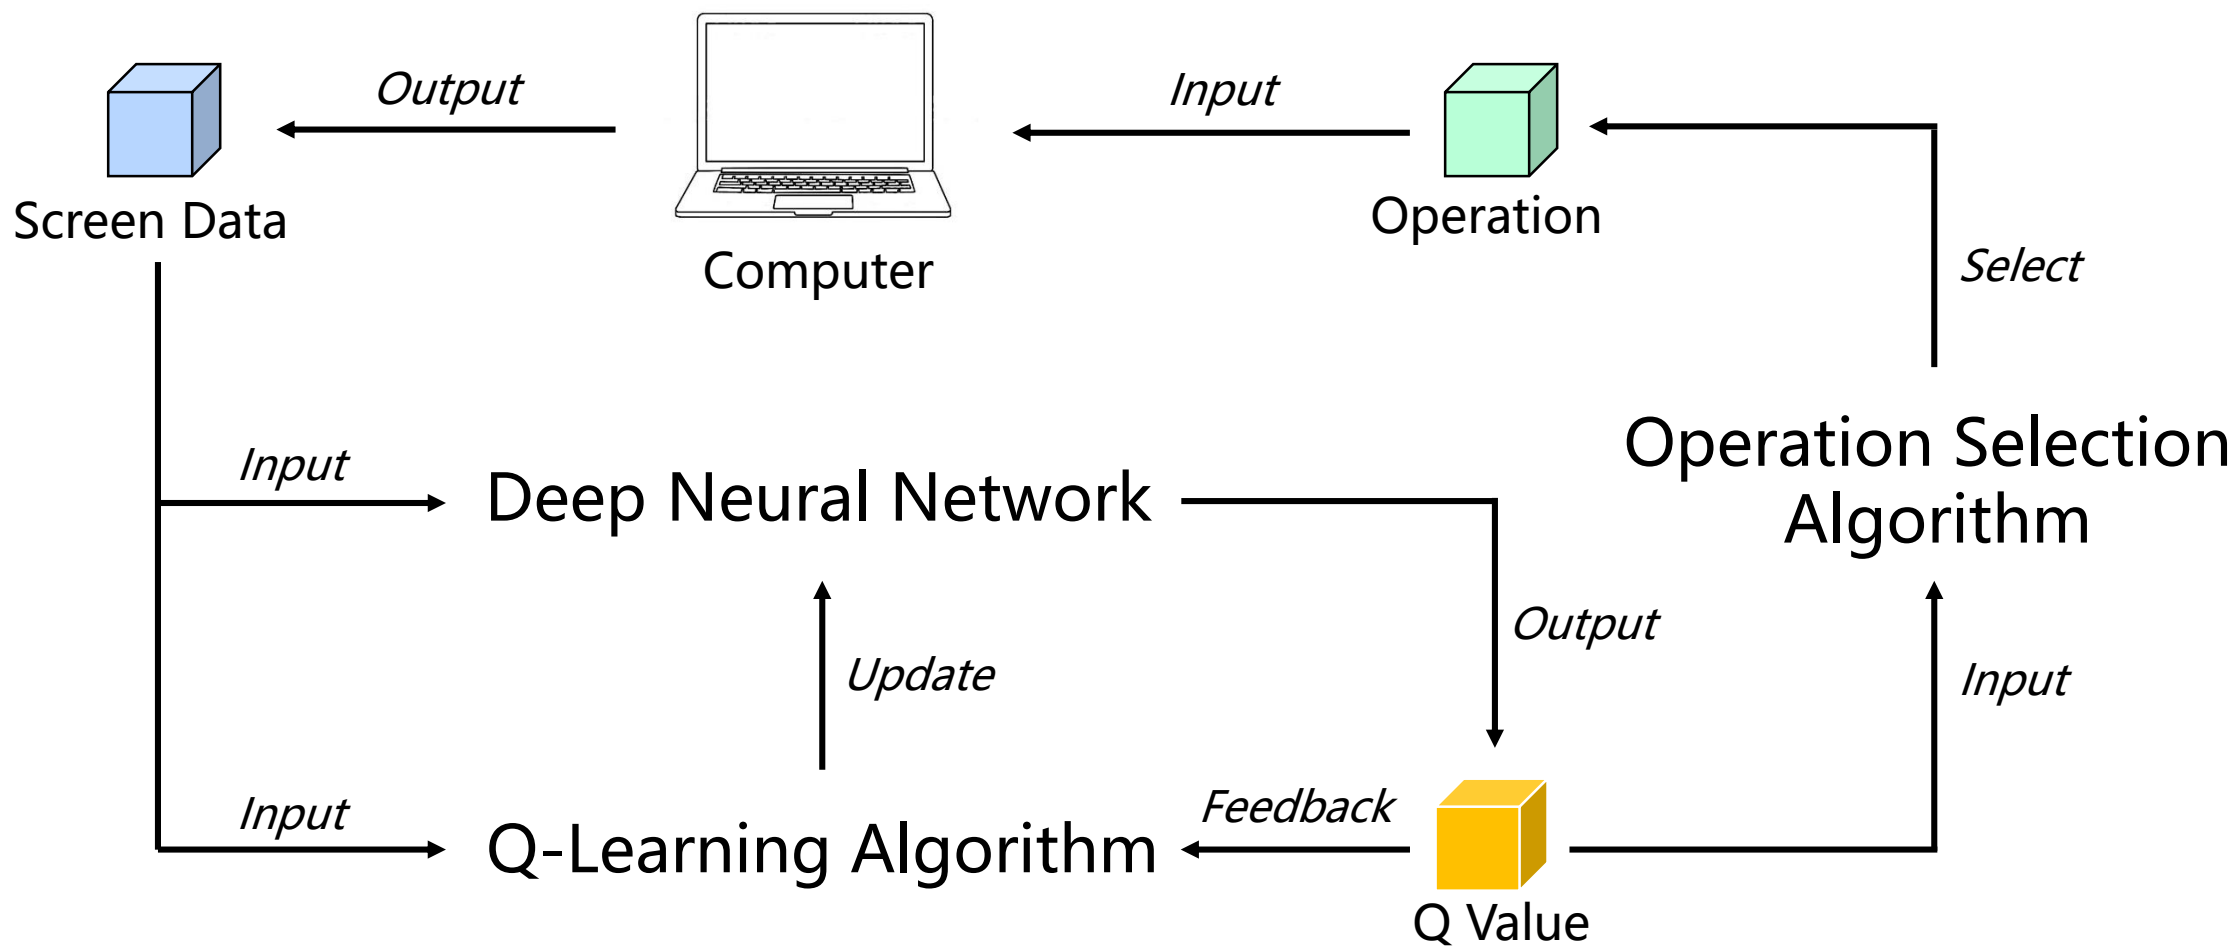 Output
Input
Screen Data
Computer
Operation
Select
Input
Deep Neural Network
Operation Selection
Algorithm
Update
Output
Input
Input
Q-Learning Algorithm
Feedback
Q Value